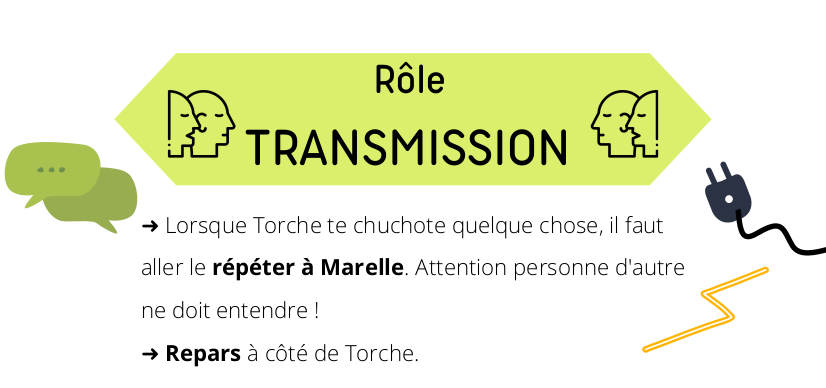 Rôle
TRANSMISSION
➜ Lorsque Torche te chuchote quelque chose, il faut
aller le répéter à Marelle. Attention personne d'autre
ne doit entendre !
➜ Repars à côté de Torche.